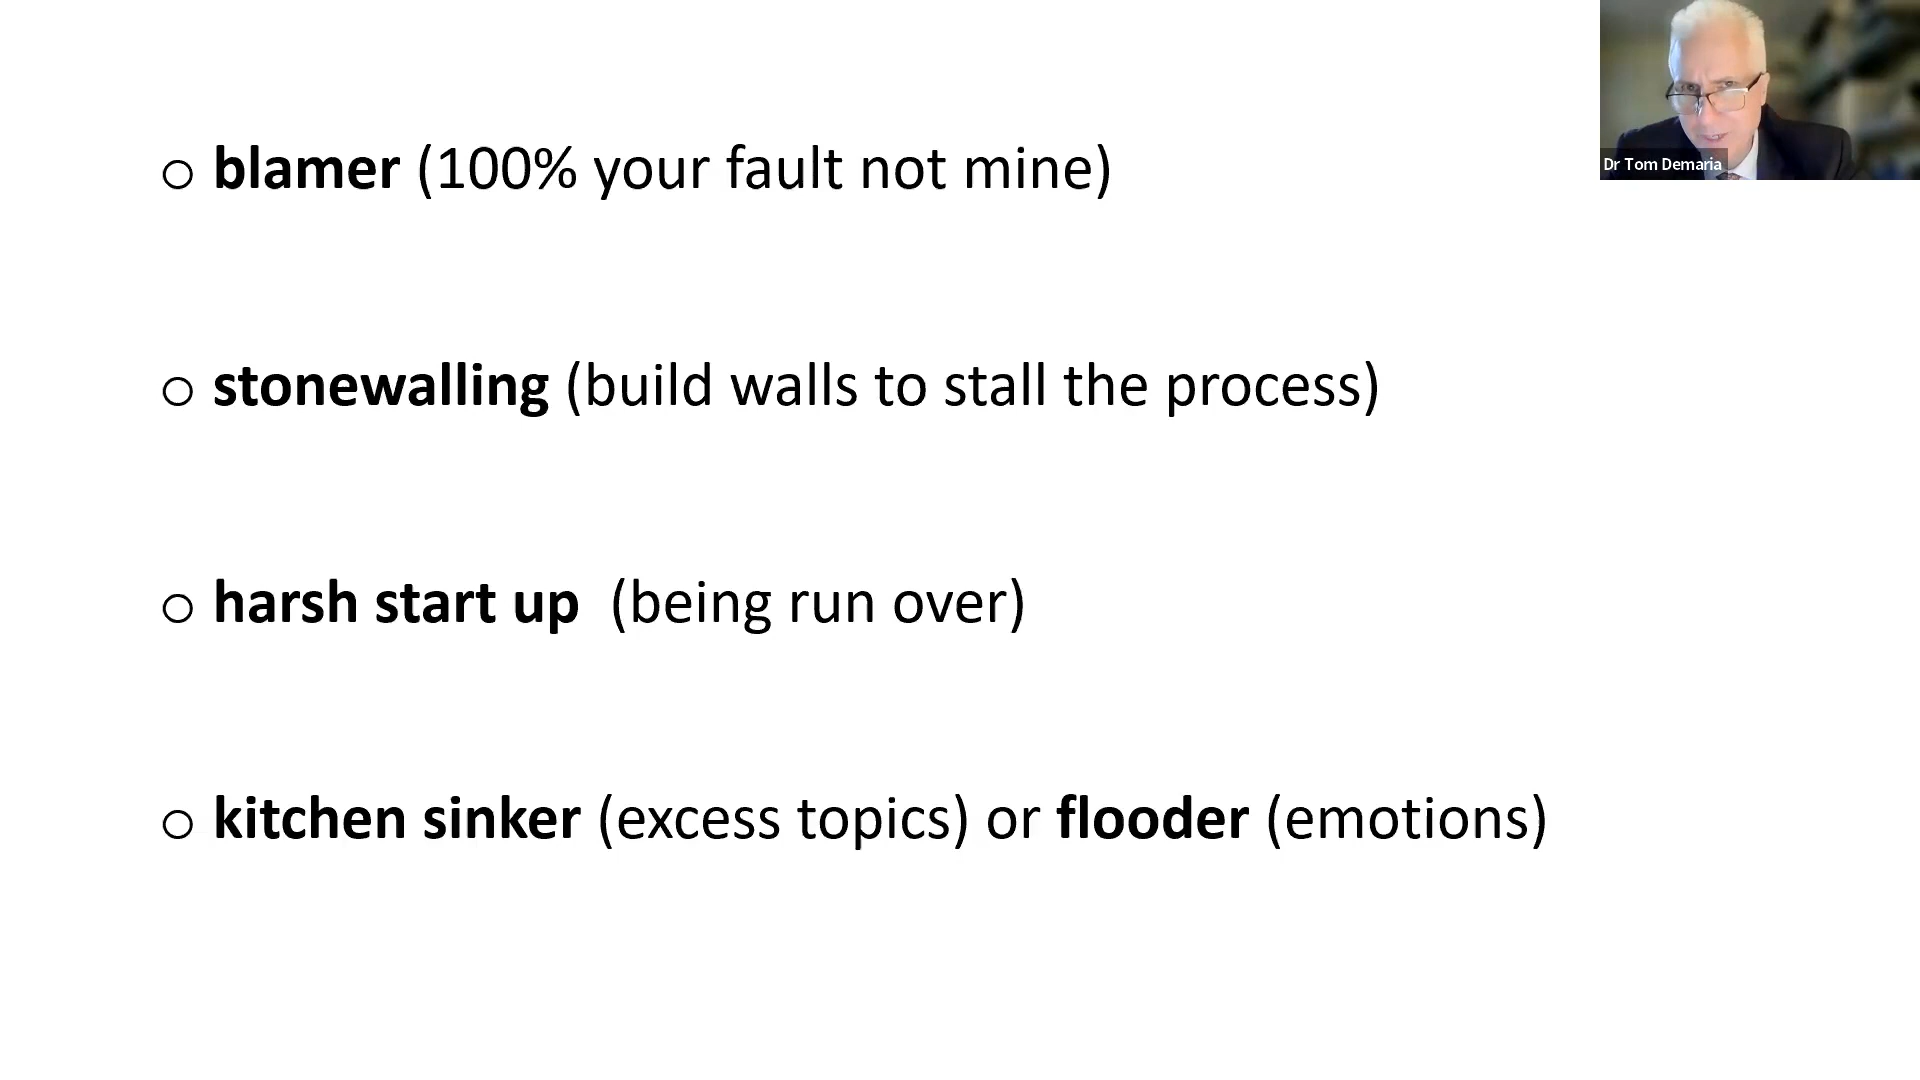 ○ blamer (100% your fault not mine)
Dr Tom Demaria
○ stonewalling (build walls to stall the process)
○ harsh start up  (being run over)
○ kitchen sinker (excess topics) or flooder (emotions)